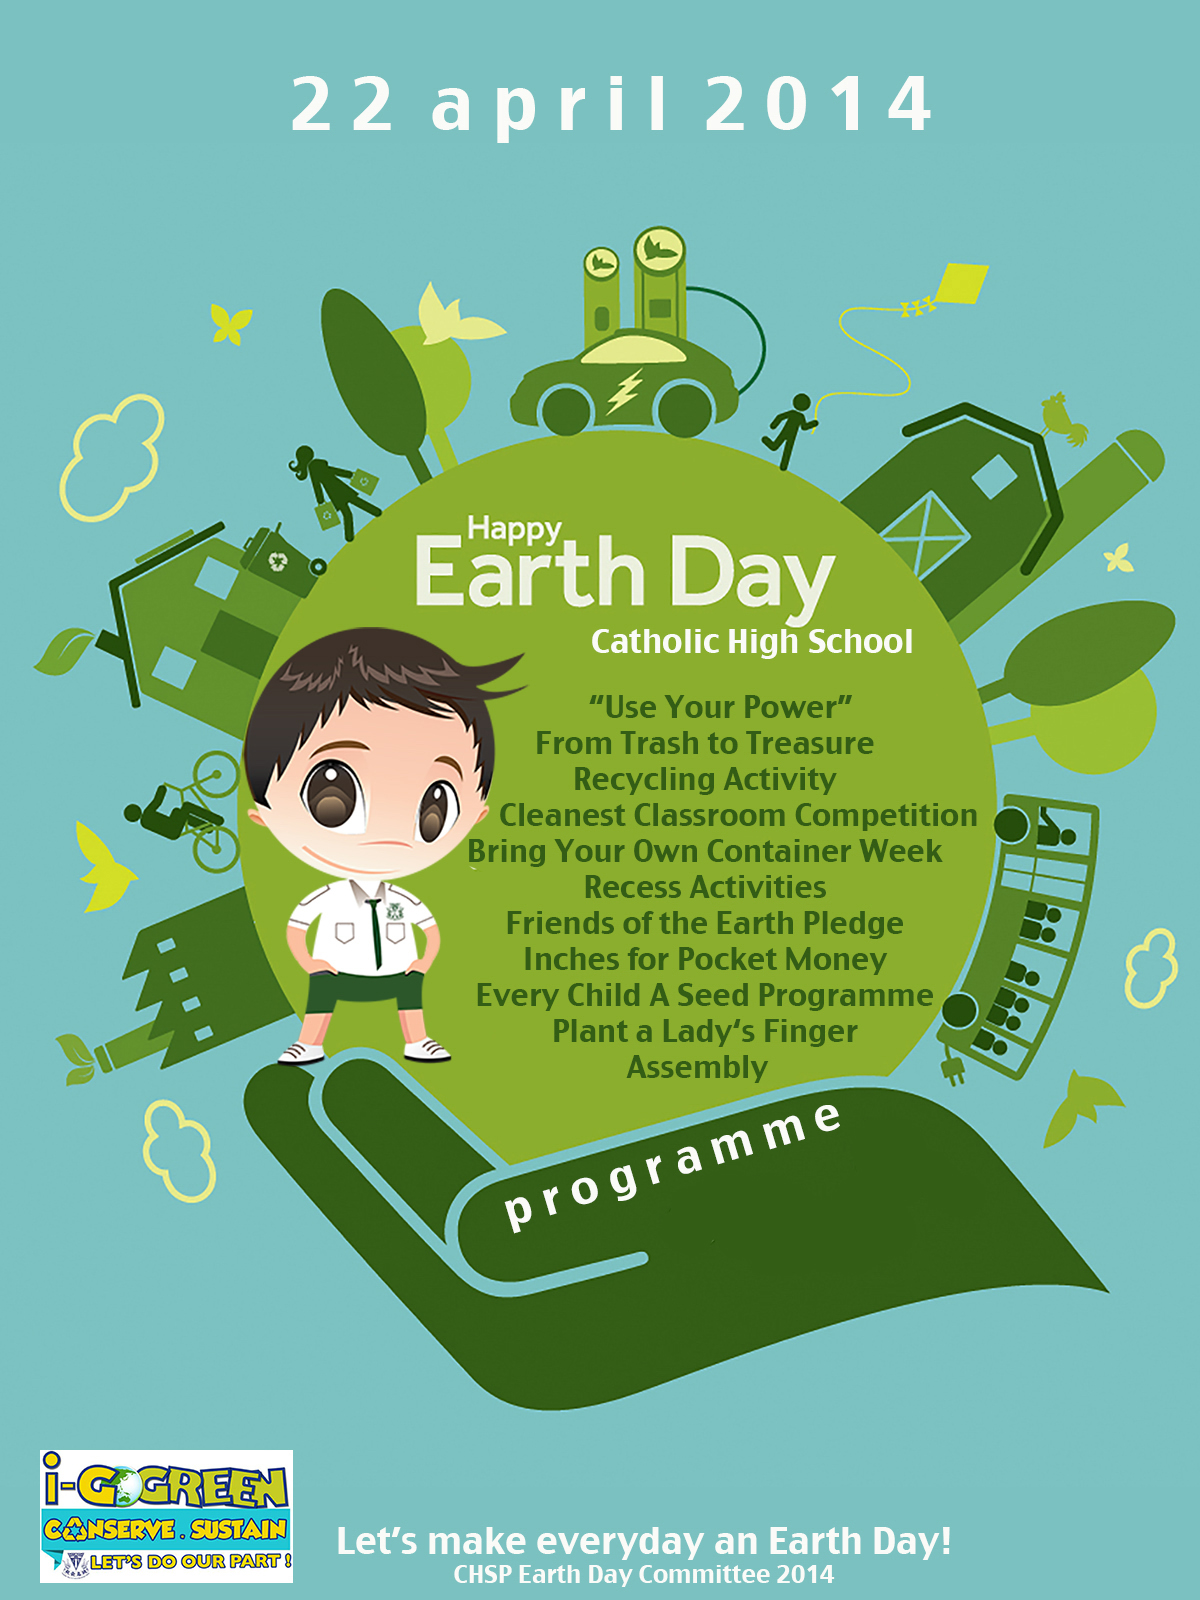 22 april 2014
Happy
Earth Day
Catholic High School
“Use Your Power”
From Trash to Treasure
Recycling Activity
Cleanest Classroom Competition
Bring Your Own Container Week
Recess Activities
Friends of the Earth Pledge
Inches for Pocket Money
Every Child A Seed Programme
Plant a Lady‘s Finger
Assembly
programme
i-GOGREEN
CONSERVE . SUSTAIN
LET'S DO OUR PART !
Let’s make everyday an Earth Day!
CHSP Earth Day Committee 2014